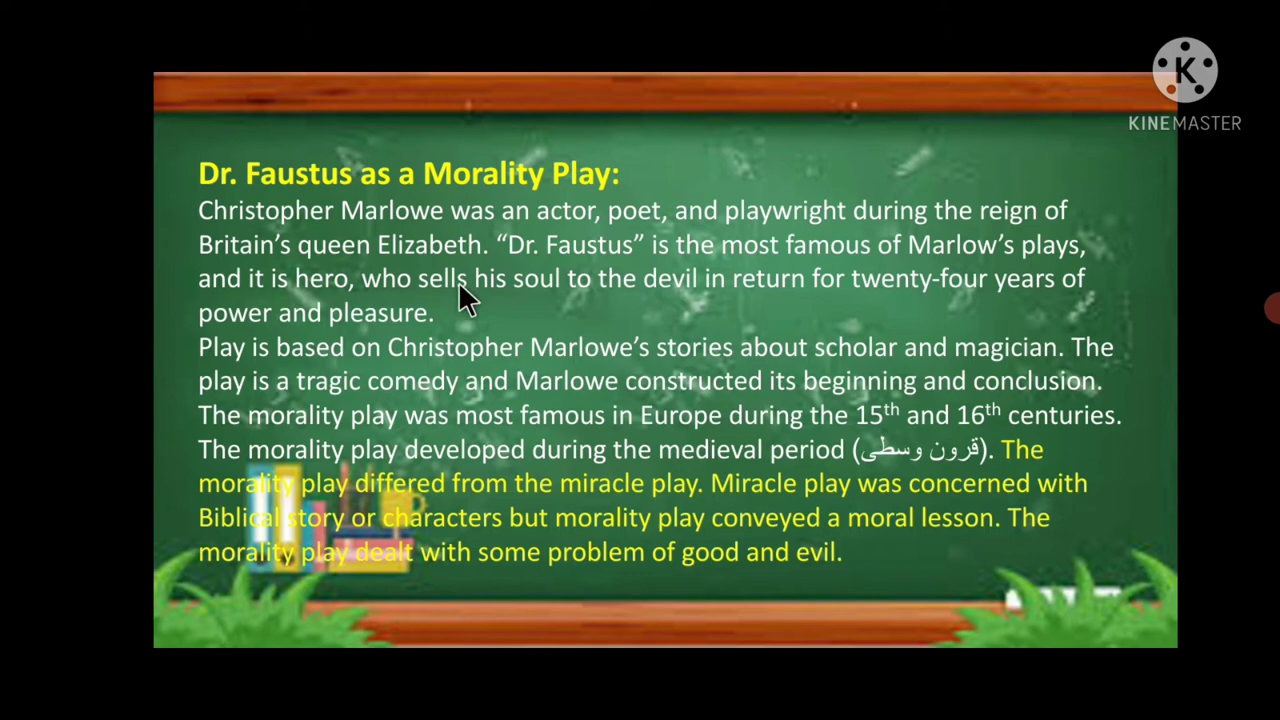 K
KINEMASTER
Dr. Faustus as a Morality Play:
Christopher Marlowe was an actor, poet, and playwright during the reign of
Britain’s queen Elizabeth. “Dr. Faustus” is the most famous of Marlow’s plays,
and it is hero, who sells his soul to the devil in return for twenty-four years of
power and pleasure.
Play is based on Christopher Marlowe’s stories about scholar and magician. The
play is a tragic comedy and Marlowe constructed its beginning and conclusion.
The morality play was most famous in Europe during the 15th and 16th centuries.
The morality play developed during the medieval period (قرون وسطی). The
morality play differed from the miracle play. Miracle play was concerned with
Biblical story or characters but morality play conveyed a moral lesson. The
morality play dealt with some problem of good and evil.